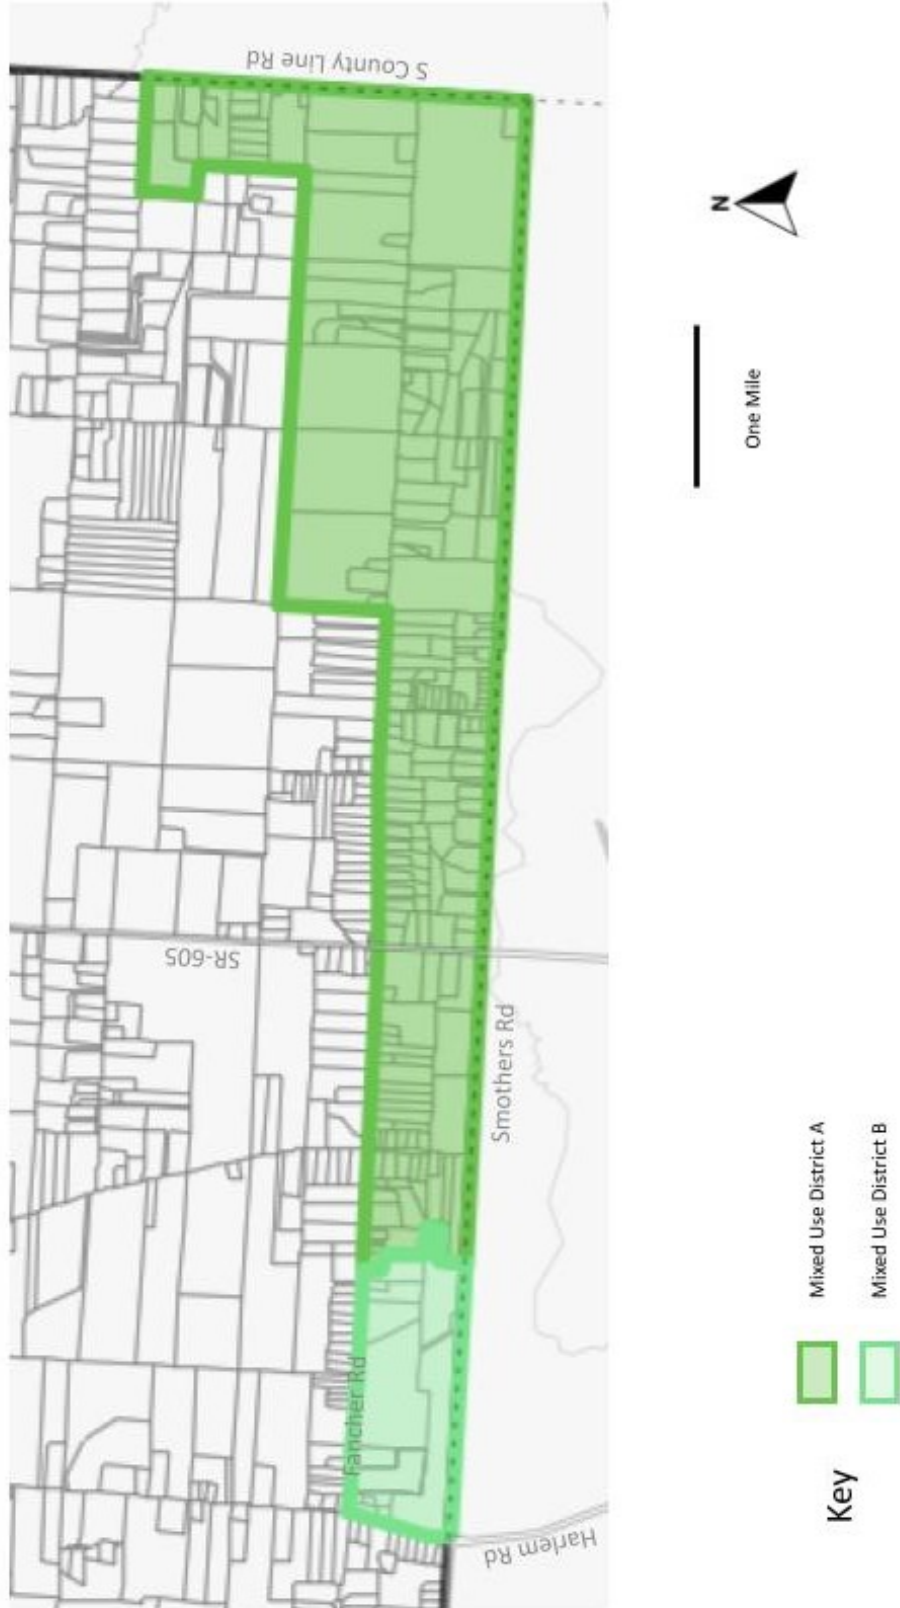 S County Line Rd
N
One Mile
SR-605
Smothers Rd
Fancher Rd
Harlem Rd
Key
Mixed Use District A
Mixed Use District B